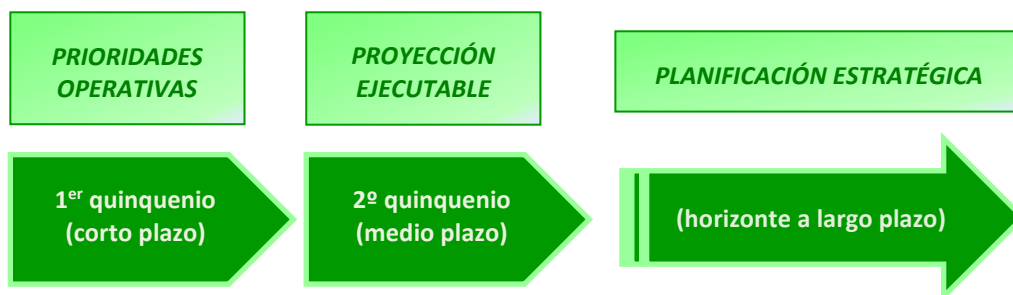 PRIORIDADES
OPERATIVAS
PROYECCIÓN
EJECUTABLE
PLANIFICACIÓN ESTRATÉGICA
1er quinquenio
(corto plazo)
2º quinquenio
(medio plazo)
(horizonte a largo plazo)